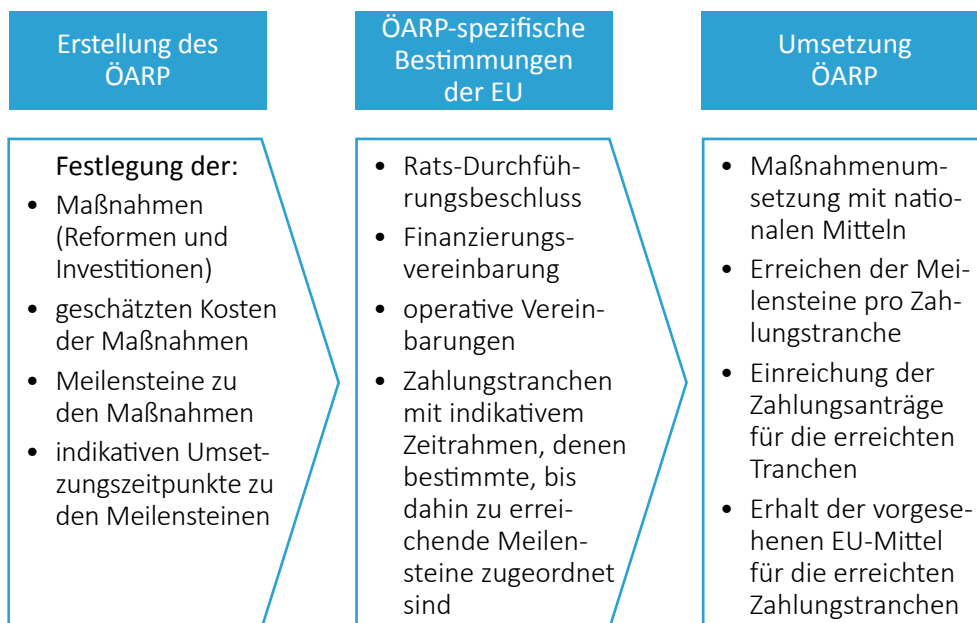 Erstellung des
ÖARP
Festlegung der:
• Maßnahmen
(Reformen und
Investitionen)
• geschätzten Kosten
der Maßnahmen
• Meilensteine zu
den Maßnahmen
• indikativen Umset-
zungszeitpunkte zu
den Meilensteinen
ÖARP-spezifische
Bestimmungen
der EU
• Rats-Durchfüh-
rungsbeschluss
• Finanzierungs-
vereinbarung
• operative Verein-
barungen
• Zahlungstranchen
mit indikativem
Zeitrahmen, denen
bestimmte, bis
dahin zu errei-
chende Meilen-
steine zugeordnet
sind
Umsetzung
ÖARP
• Maßnahmenum-
setzung mit natio-
nalen Mitteln
• Erreichen der Mei-
lensteine pro Zah-
lungstranche
• Einreichung der
Zahlungsanträge
für die erreichten
Tranchen
• Erhalt der vorgese-
henen EU-Mittel
für die erreichten
Zahlungstranchen